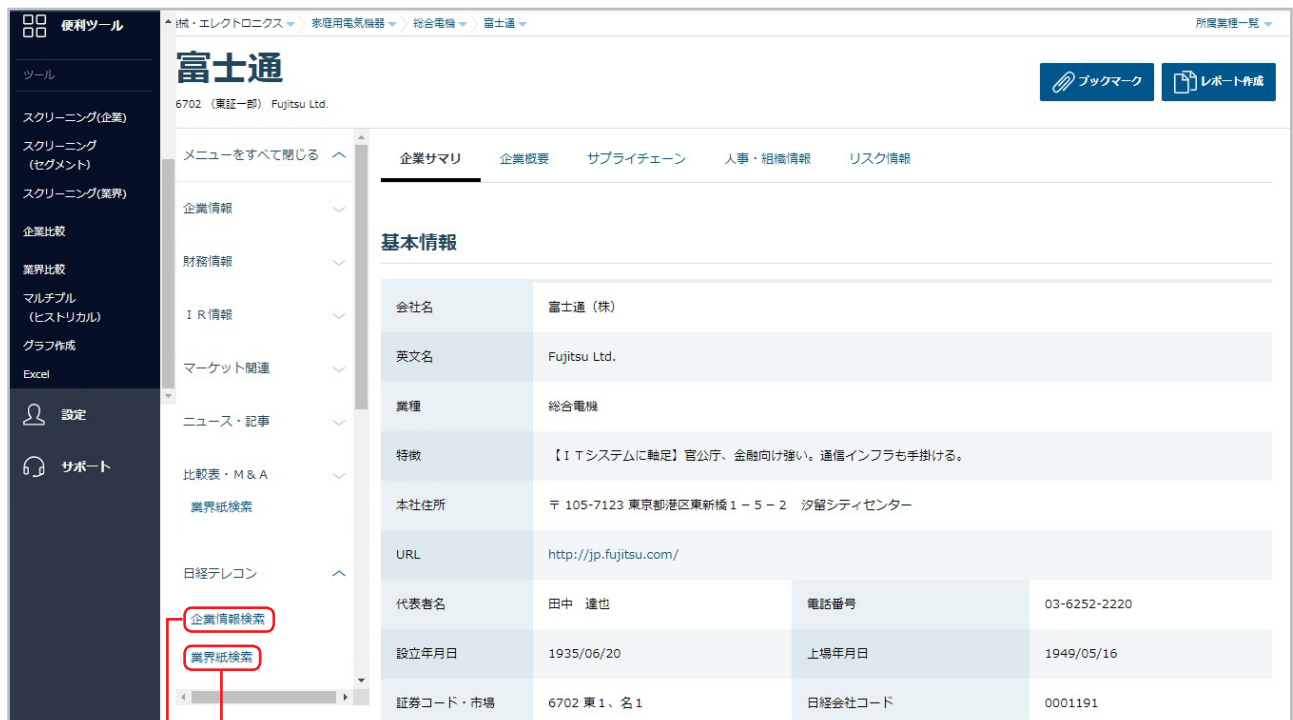 便利ツール
ツール
スクリーニング(企業)
スクリーニング
（セグメント）
スクリーニング(業界)
企業比較
業界比較
マルチプル
（ヒストリカル）
グラフ作成
Excel
設定
サポート
械・エレクトロニクス 家庭用電気機器 総合電機 富士通 所属業種一覧
富士通
6702 （東証一部） Fujitsu Ltd.
ブックマーク レポート作成
メニューをすべて閉じる
企業情報
財務情報
ＩＲ情報
マーケット関連
ニュース・記事
比較表・Ｍ＆Ａ
業界紙検索
日経テレコン
企業情報検索
業界紙検索
企業サマリ 企業概要 サプライチェーン 人事・組織情報 リスク情報
基本情報
会社名 富士通（株）
英文名 Fujitsu Ltd.
業種 総合電機
特徴 【ＩＴシステムに軸足】官公庁、金融向け強い。通信インフラも手掛ける。
本社住所 〒 105-7123 東京都港区東新橋１－５－２ 汐留シティセンター
URL http://jp.fujitsu.com/
代表者名 田中 達也 電話番号 03-6252-2220
設立年月日 1935/06/20 上場年月日 1949/05/16
証券コード・市場 6702 東１、名１ 日経会社コード 0001191